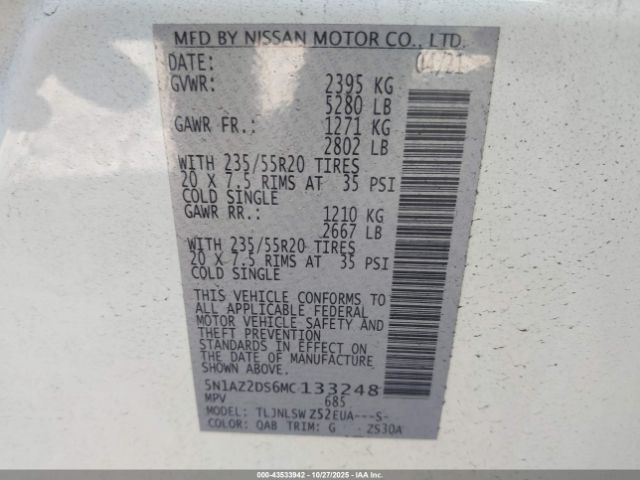 MFD BY NISSAN MOTOR CO., LTD.
DATE: 04/21
GVWR: 2395 KG
5280 LB
GAWR FR.: 1271 KG
2802 LB
WITH 235/55R20 TIRES
20 X 7.5 RIMS AT 35 PSI
COLD SINGLE
GAWR RR.: 1210 KG
2667 LB
WITH 235/55R20 TIRES
20 X 7.5 RIMS AT 35 PSI
COLD SINGLE
THIS VEHICLE CONFORMS TO
ALL APPLICABLE FEDERAL
MOTOR VEHICLE SAFETY AND
THEFT PREVENTION
STANDARDS IN EFFECT ON
THE DATE OF MANUFACTURE
SHOWN ABOVE.
5N1AZ2DS6MC133248
MPV 685
MODEL: TLJNLSWZ52EUA---S-
COLOR: QAB TRIM: G ZS30A
000-43533942 - 10/27/2025 - IAAI.com